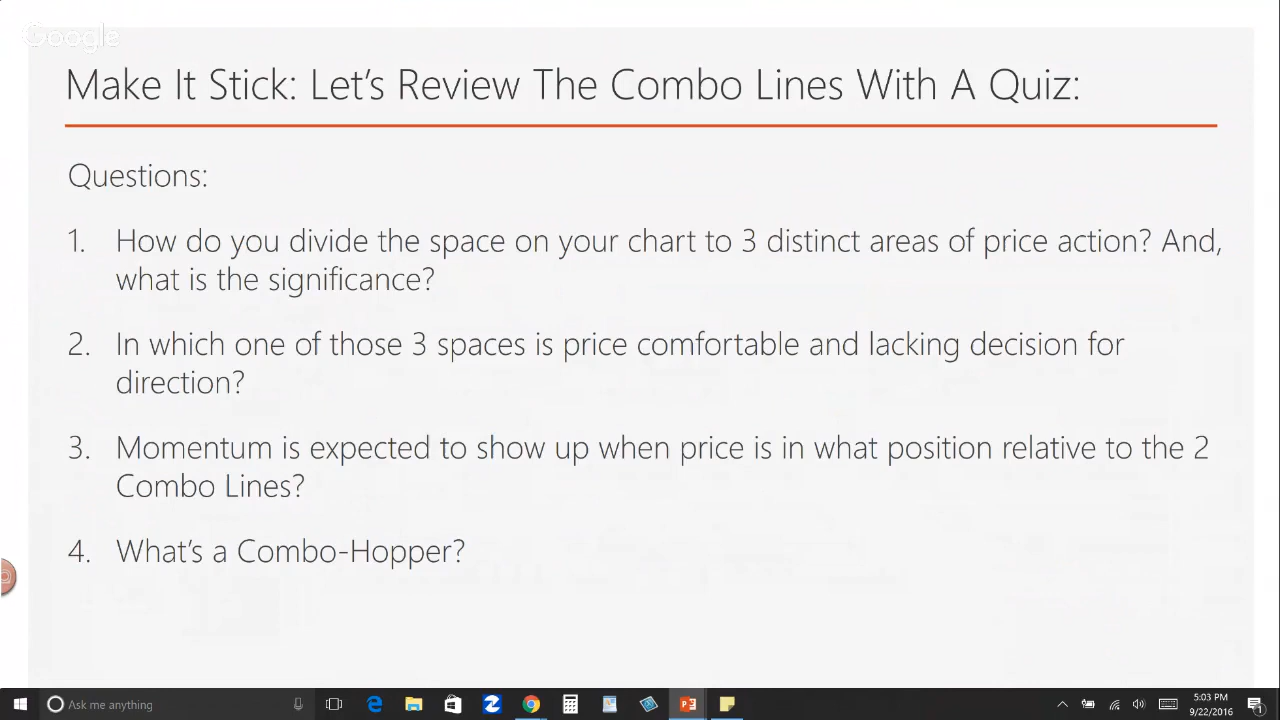 Google
Make It Stick: Let's Review The Combo Lines With A Quiz:
Questions:
1. How do you divide the space on your chart to 3 distinct areas of price action? And,
what is the significance?
2. In which one of those 3 spaces is price comfortable and lacking decision for
direction?
3. Momentum is expected to show up when price is in what position relative to the 2
Combo Lines?
4. What's a Combo-Hopper?
Ask me anything
5:03 PM
9/22/2016